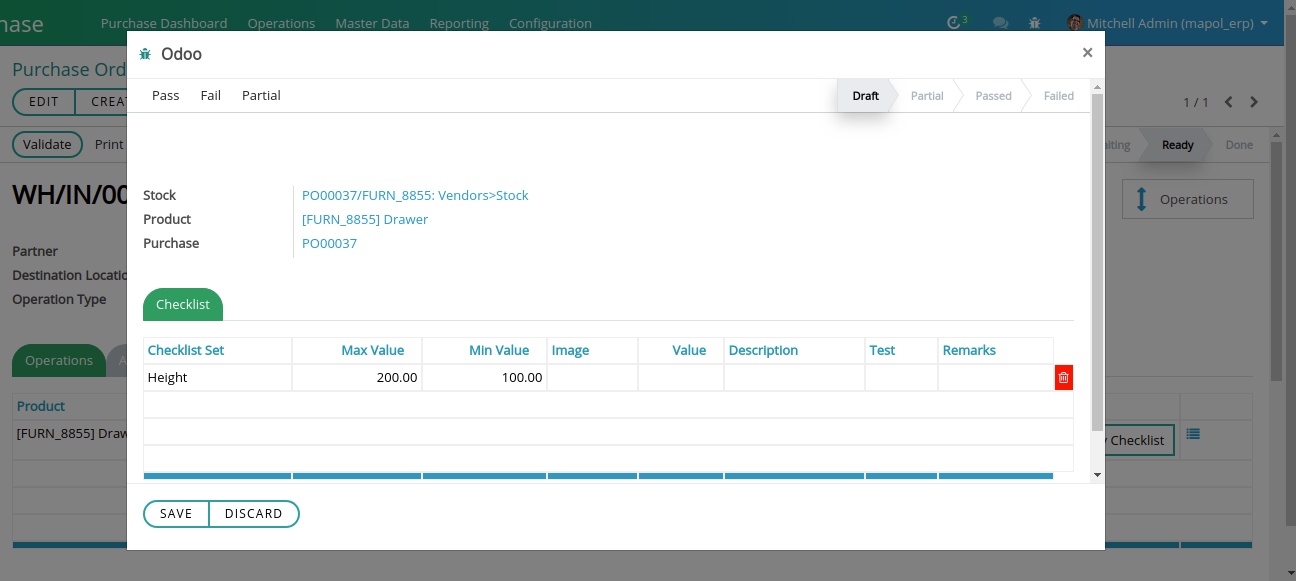 hase Purchase Dashboard Operations Master Data Reporting Configuration 3 Mitchell Admin (mapol_erp)
Odoo ×
Purchase Ord
EDIT CREAT 1 / 1
Pass Fail Partial Draft Partial Passed Failed
Validate Print aiting Ready Done
WH/IN/00
Operations
Stock PO00037/FURN_8855: Vendors>Stock
Product [FURN_8855] Drawer
Purchase PO00037
Partner
Destination Locatio
Operation Type
Checklist
Operations A
Checklist Set Max Value Min Value Image Value Description Test Remarks
Height 200.00 100.00
Product
[FURN_8855] Draw y Checklist
SAVE DISCARD